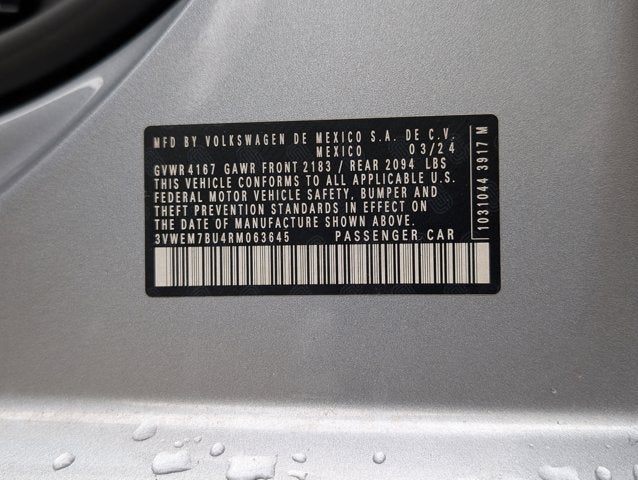 MFD BY VOLKSWAGEN DE MEXICO S.A. DE C.V.
MEXICO 03/24
GVWR 4167 GAWR FRONT 2183 / REAR 2094 LBS
THIS VEHICLE CONFORMS TO ALL APPLICABLE U.S.
FEDERAL MOTOR VEHICLE SAFETY, BUMPER AND
THEFT PREVENTION STANDARDS IN EFFECT ON
THE DATE OF MANUFACTURE SHOWN ABOVE.
3VWEM7BU4RM063645 PASSENGER CAR
1031044 3917 M